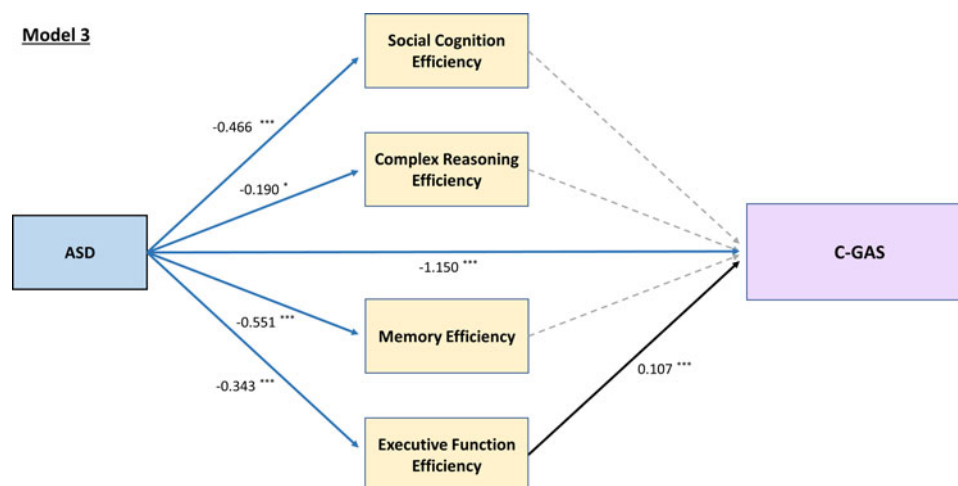 Model 3
Social Cognition
Efficiency
-0.466 ***
Complex Reasoning
Efficiency
-0.190 *
ASD
-1.150 ***
C-GAS
-0.551 ***
Memory Efficiency
-0.343 ***
0.107 ***
Executive Function
Efficiency